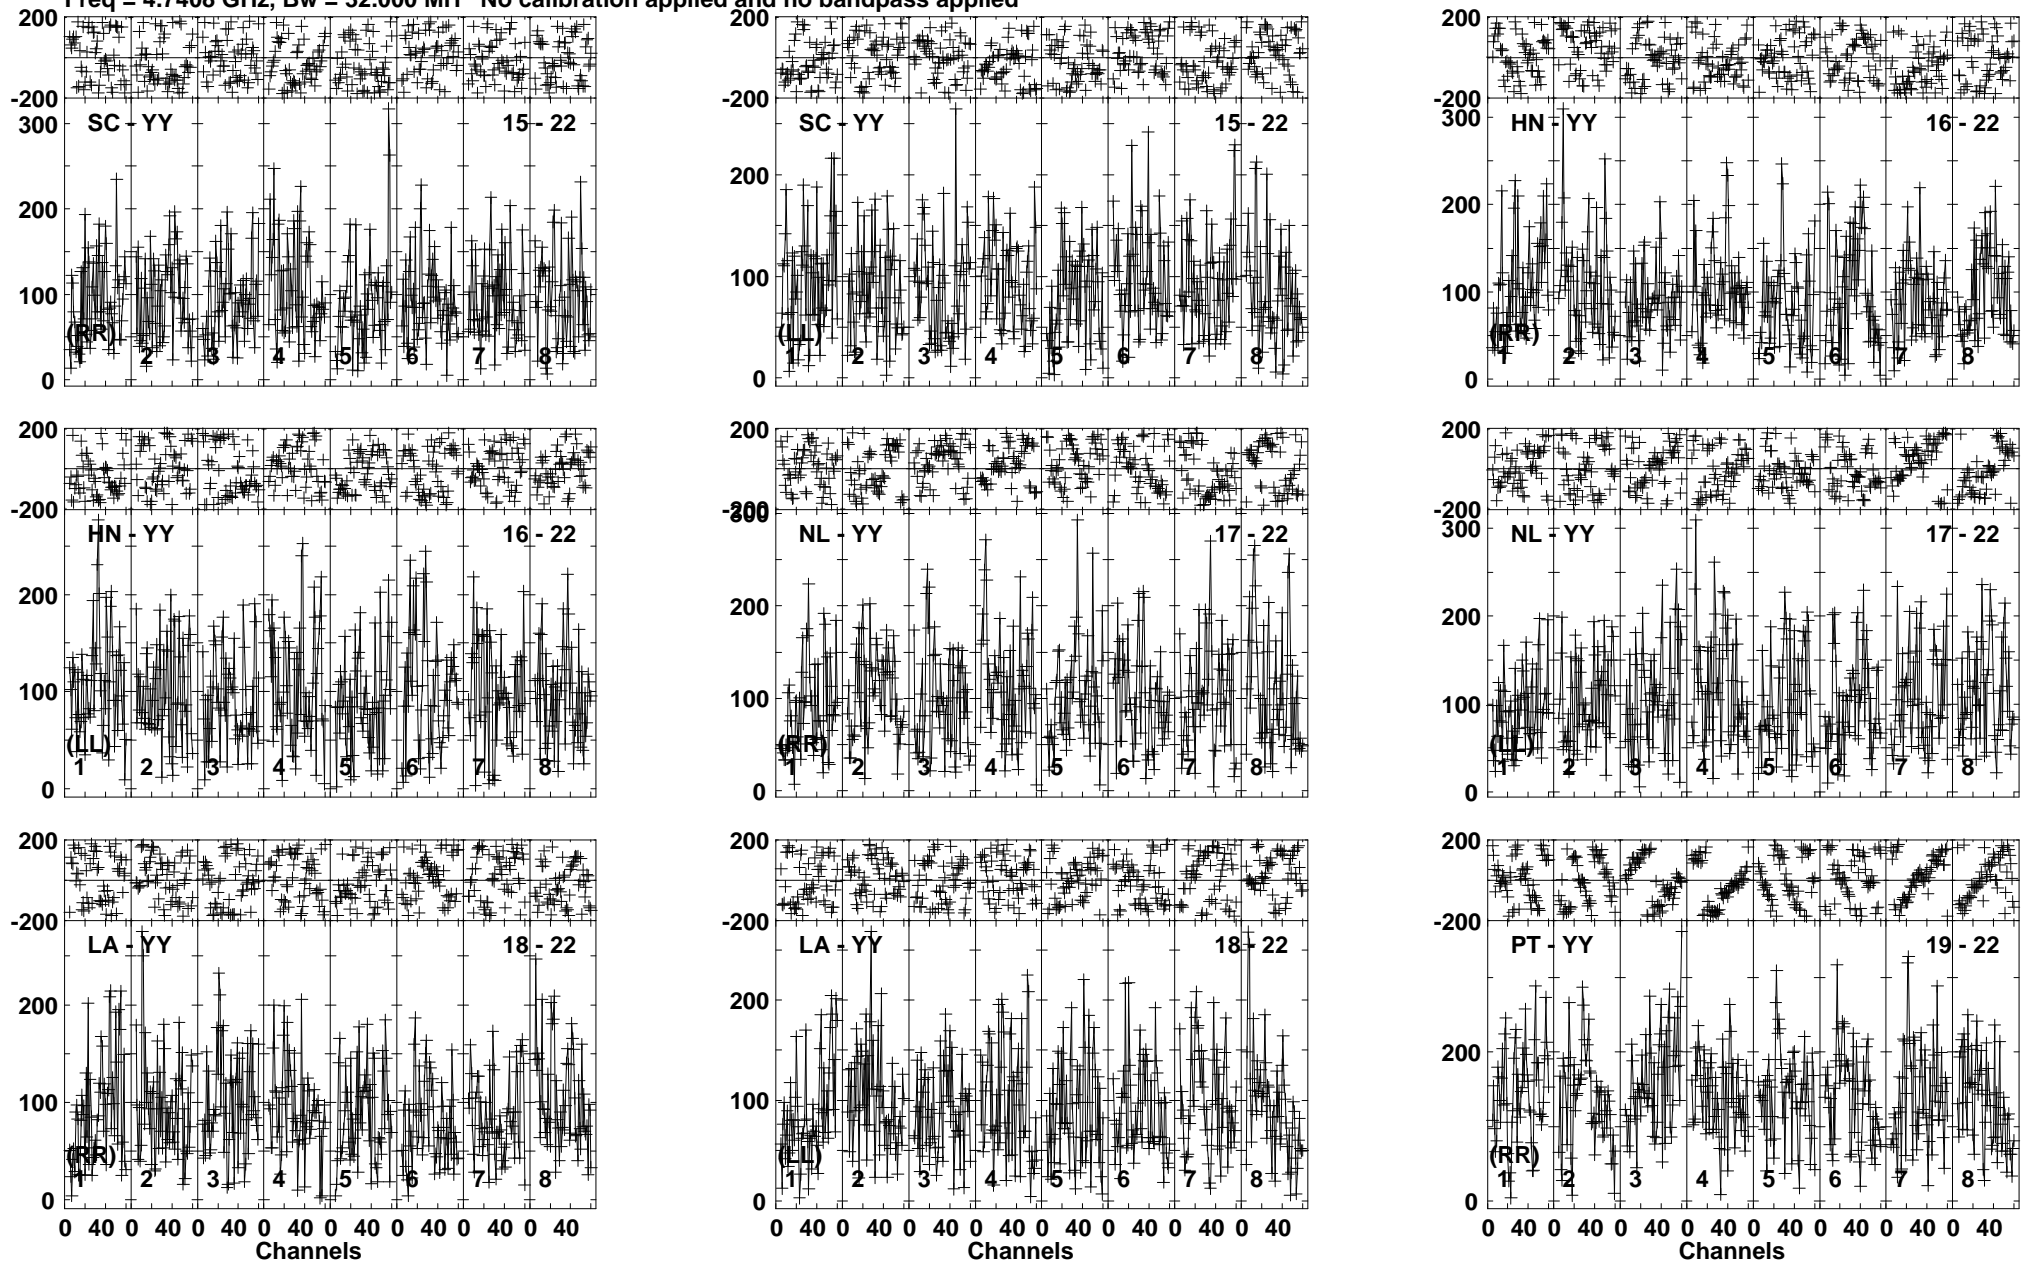 Freq = 4.7408 GHz, Bw = 32.000 MH No calibration applied and no bandpass applied
200 200 200
-200 -200 -200
300 SC - YY 15 - 22 SC - YY 15 - 22 300 HN - YY 16 - 22
200 200 200
100 100 100
(RR) (LL) (RR)
1 2 3 4 5 6 7 8 1 2 3 4 5 6 7 8 1 2 3 4 5 6 7 8
0 0 0
200 200 200
-200 -200 -200
300
HN - YY 16 - 22 NL - YY 17 - 22 300 NL - YY 17 - 22
200 200 200
100 100 100
(LL) (RR) (LL)
1 2 3 4 5 6 7 8 1 2 3 4 5 6 7 8 1 2 3 4 5 6 7 8
0 0 0
200 200 200
-200 -200 -200
LA - YY 18 - 22 LA - YY 18 - 22 PT - YY 19 - 22
200 200 200
100 100
(RR) (LL) (RR)
1 2 3 4 5 6 7 8 1 2 3 4 5 6 7 8 1 2 3 4 5 6 7 8
0 0 0
0 40 0 40 0 40 0 40 0 40 0 40 0 40 0 40 0 40 0 40 0 40 0 40 0 40 0 40 0 40 0 40 0 40 0 40 0 40 0 40 0 40 0 40 0 40 0 40
Channels Channels